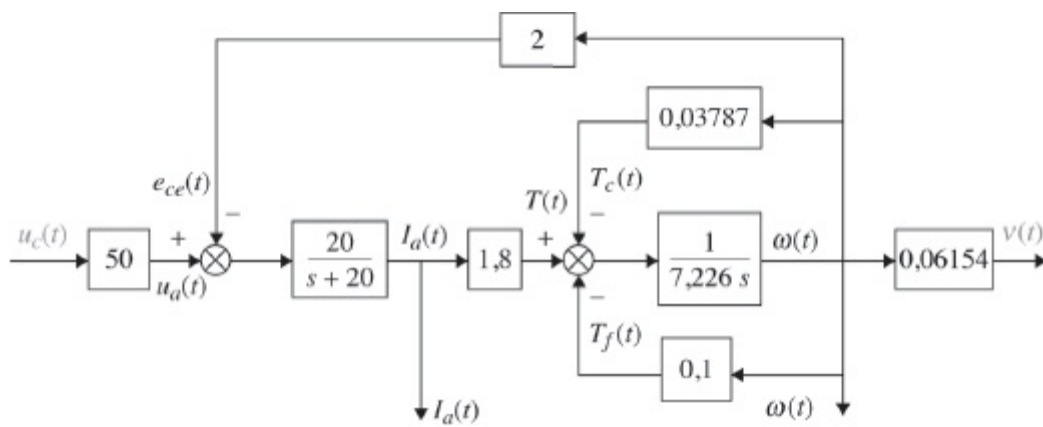 2
0,03787
e_ce(t)
T_c(t)
T(t)
−
−
u_c(t)
50
+
u_a(t)
20
s + 20
I_a(t)
1,8
+
1
7,226 s
ω(t)
0,06154
v(t)
−
T_f(t)
0,1
I_a(t)
ω(t)